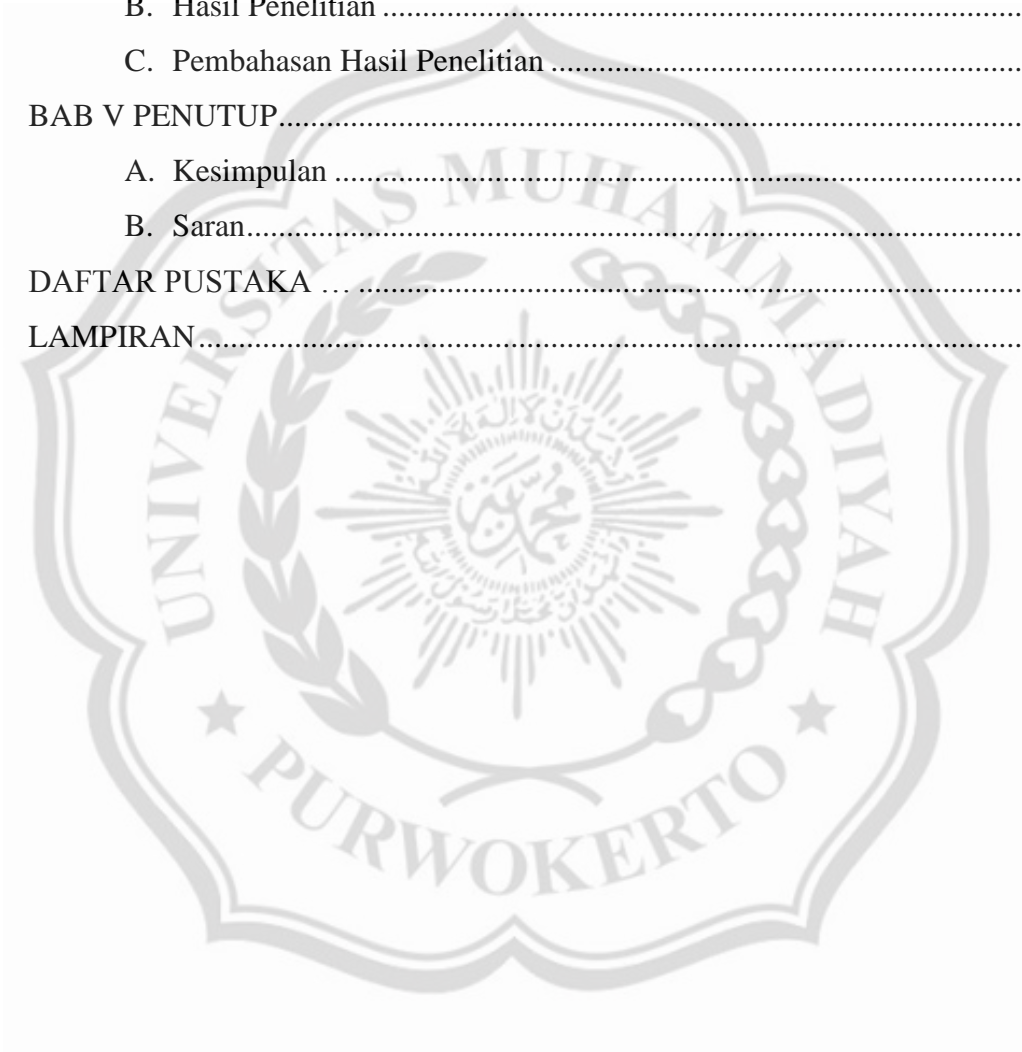 B. Hasil Penelitian ........................................................................................
C. Pembahasan Hasil Penelitian ................................................................
BAB V PENUTUP................................................................................................
A. Kesimpulan ...............................................................................................
B. Saran..........................................................................................................
DAFTAR PUSTAKA … ........................................................................................
LAMPIRAN..........................................................................................................
UNIVERSITAS MUHAMMADIYAH
PURWOKERTO